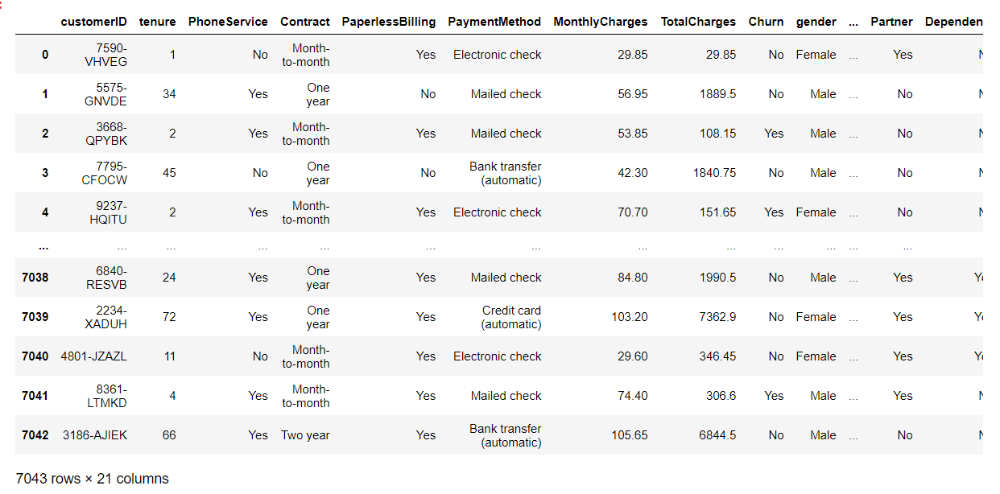 customerID tenure PhoneService Contract PaperlessBilling PaymentMethod MonthlyCharges TotalCharges Churn gender ... Partner Dependen
0 7590-VHVEG 1 No Month-to-month Yes Electronic check 29.85 29.85 No Female ... Yes N
1 5575-GNVDE 34 Yes One year No Mailed check 56.95 1889.5 No Male ... No N
2 3668-QPYBK 2 Yes Month-to-month Yes Mailed check 53.85 108.15 Yes Male ... No N
3 7795-CFOCW 45 No One year No Bank transfer (automatic) 42.30 1840.75 No Male ... No N
4 9237-HQITU 2 Yes Month-to-month Yes Electronic check 70.70 151.65 Yes Female ... No N
... ... ... ... ... ... ... ... ... ... ... ... ...
7038 6840-RESVB 24 Yes One year Yes Mailed check 84.80 1990.5 No Male ... Yes Ye
7039 2234-XADUH 72 Yes One year Yes Credit card (automatic) 103.20 7362.9 No Female ... Yes Ye
7040 4801-JZAZL 11 No Month-to-month Yes Electronic check 29.60 346.45 No Female ... Yes Ye
7041 8361-LTMKD 4 Yes Month-to-month Yes Mailed check 74.40 306.6 Yes Male ... Yes N
7042 3186-AJIEK 66 Yes Two year Yes Bank transfer (automatic) 105.65 6844.5 No Male ... No N
7043 rows × 21 columns